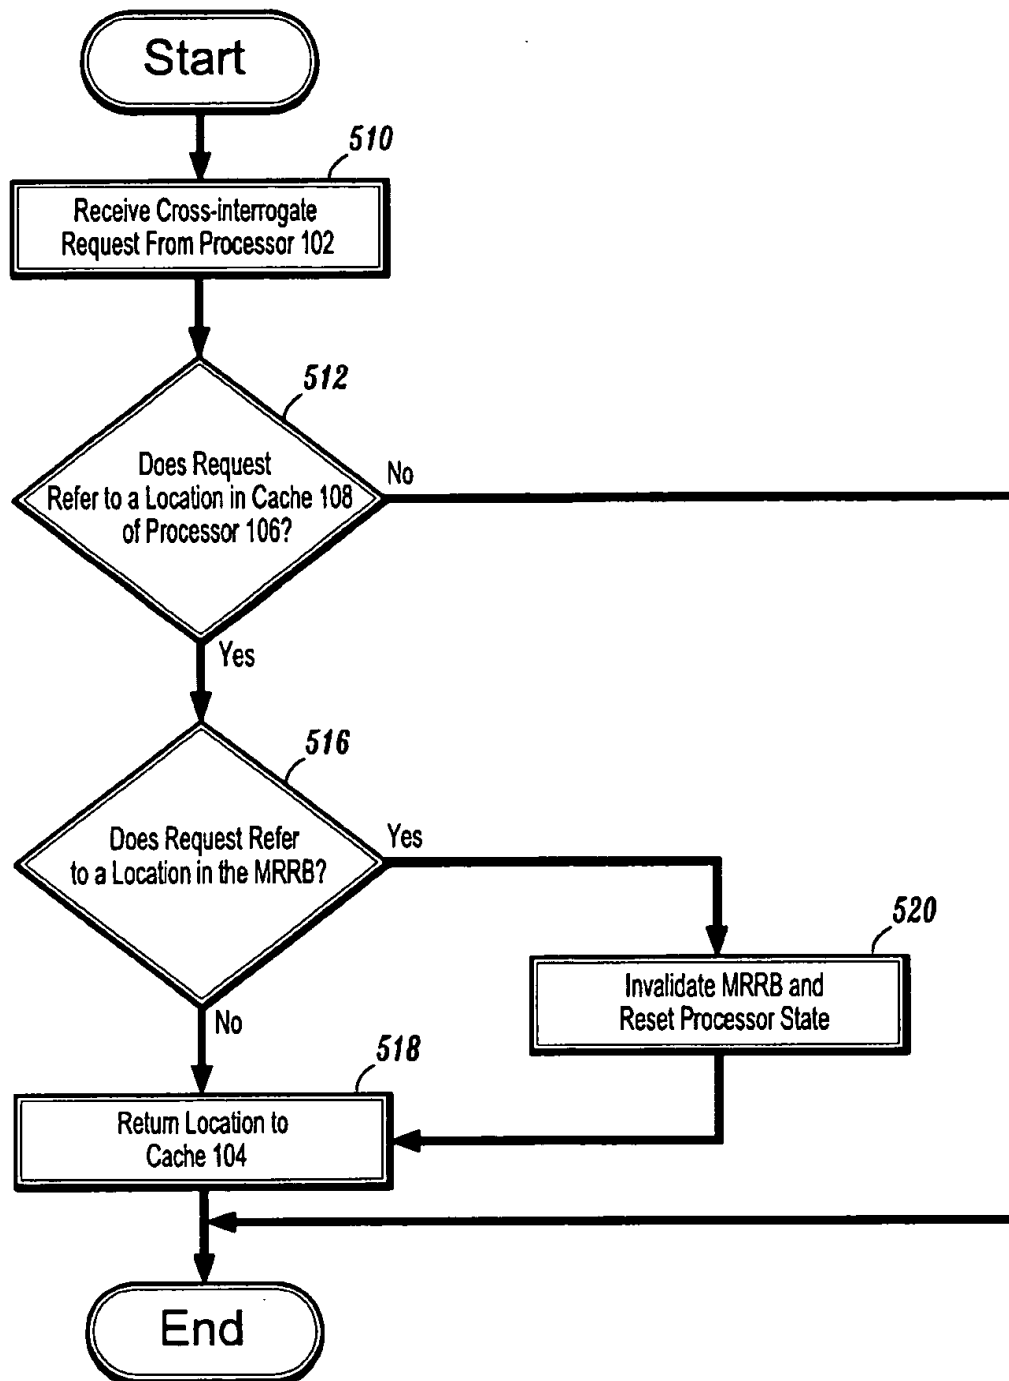 Start
510
Receive Cross-interrogate
Request From Processor 102
512
Does Request
Refer to a Location in Cache 108
of Processor 106?
No
Yes
516
Does Request Refer
to a Location in the MRRB?
Yes
520
Invalidate MRRB and
Reset Processor State
No
518
Return Location to
Cache 104
End